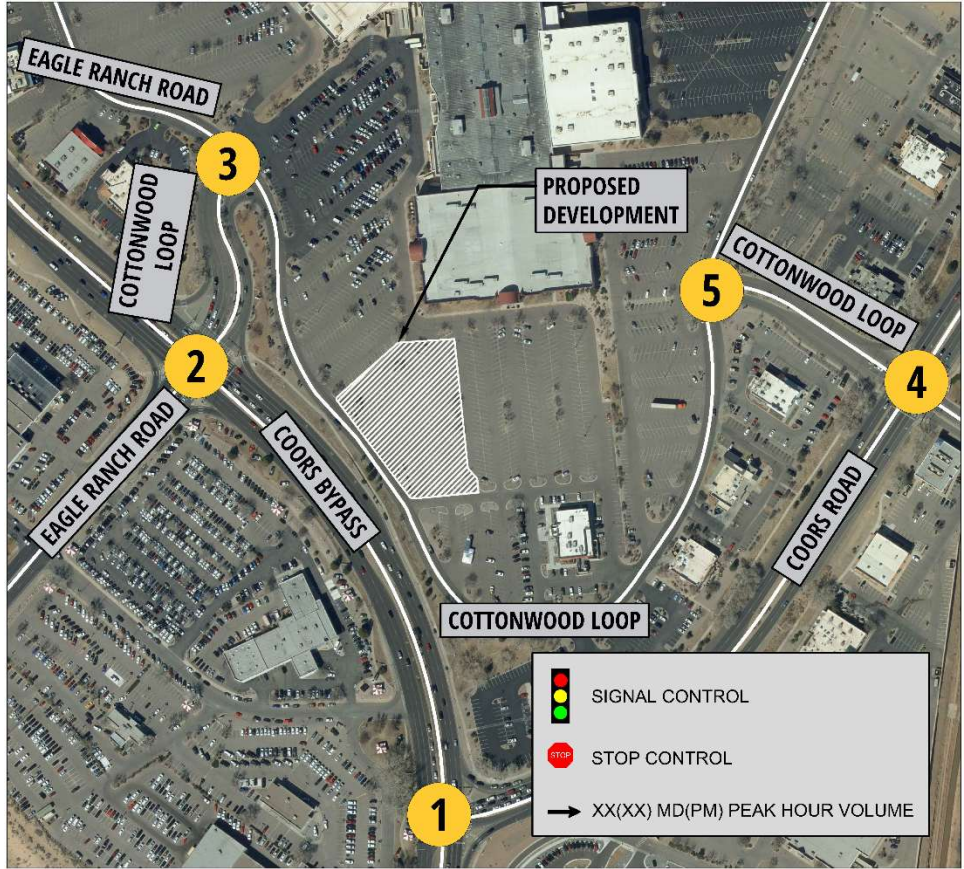 EAGLE RANCH ROAD
3
COTTONWOOD
LOOP
PROPOSED
DEVELOPMENT
5
COTTONWOOD LOOP
2
4
EAGLE RANCH ROAD
COORS BYPASS
COORS ROAD
COTTONWOOD LOOP
SIGNAL CONTROL
STOP
STOP CONTROL
XX(XX) MD(PM) PEAK HOUR VOLUME
1